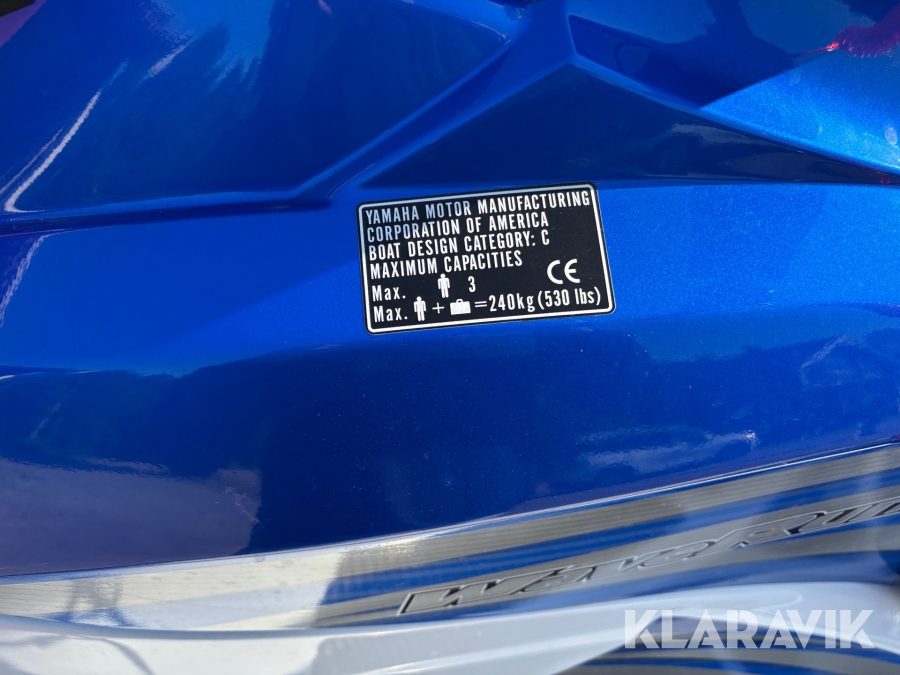 YAMAHA MOTOR MANUFACTURING
CORPORATION OF AMERICA
BOAT DESIGN CATEGORY: C
MAXIMUM CAPACITIES
Max. 3 CE
Max. + =240kg (530 lbs)
KLARAVIK